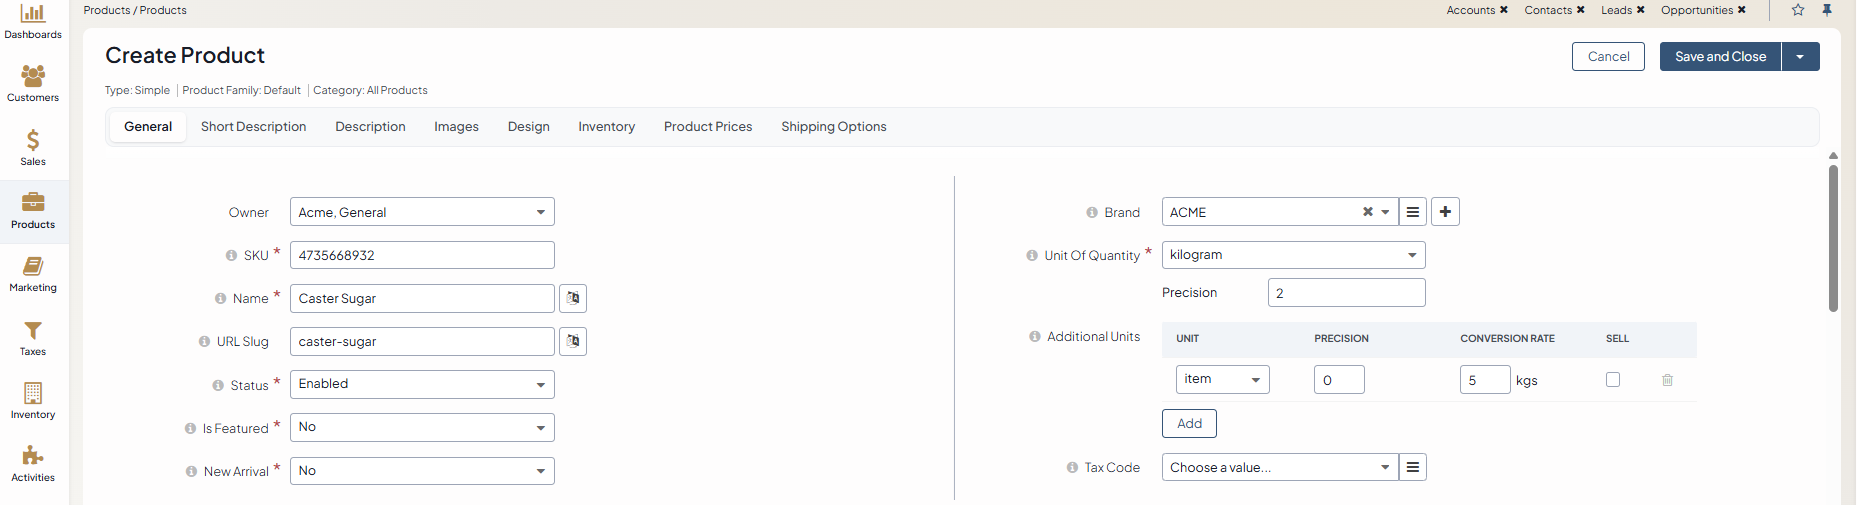 Products / Products
Accounts ✖ Contacts ✖ Leads ✖ Opportunities ✖
Dashboards
Customers
Sales
Products
Marketing
Taxes
Inventory
Activities
Create Product
Cancel
Save and Close
Type: Simple | Product Family: Default | Category: All Products
General Short Description Description Images Design Inventory Product Prices Shipping Options
Owner Acme, General
SKU * 4735668932
Name * Caster Sugar
URL Slug caster-sugar
Status * Enabled
Is Featured * No
New Arrival * No
Brand ACME
Unit Of Quantity * kilogram
Precision 2
Additional Units UNIT PRECISION CONVERSION RATE SELL
item 0 5 kgs
Add
Tax Code Choose a value...